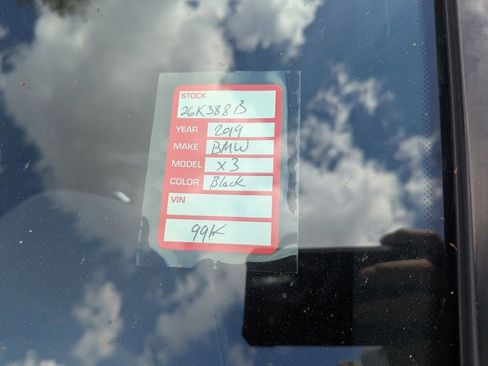 STOCK
26K388B
YEAR 2019
MAKE BMW
MODEL X3
COLOR Black
VIN
99K